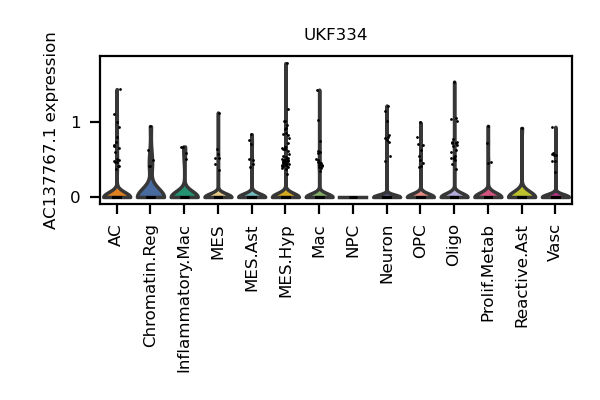 UKF334
AC137767.1 expression
1
0
AC
Chromatin.Reg
Inflammatory.Mac
MES
MES.Ast
MES.Hyp
Mac
NPC
Neuron
OPC
Oligo
Prolif.Metab
Reactive.Ast
Vasc